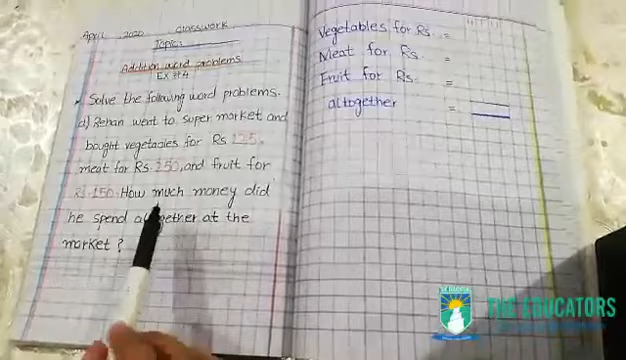 April 2020 Classwork
Topic:
Addition word problems
Ex # 4
* Solve the following word problems.
a) Rehan went to super market and
bought vegetables for Rs 125,
meat for Rs. 250, and fruit for
Rs. 150. How much money did
he spend altogether at the
market?
Vegetables for Rs. =
Meat for Rs. =
Fruit for Rs. =
altogether =
THE EDUCATORS